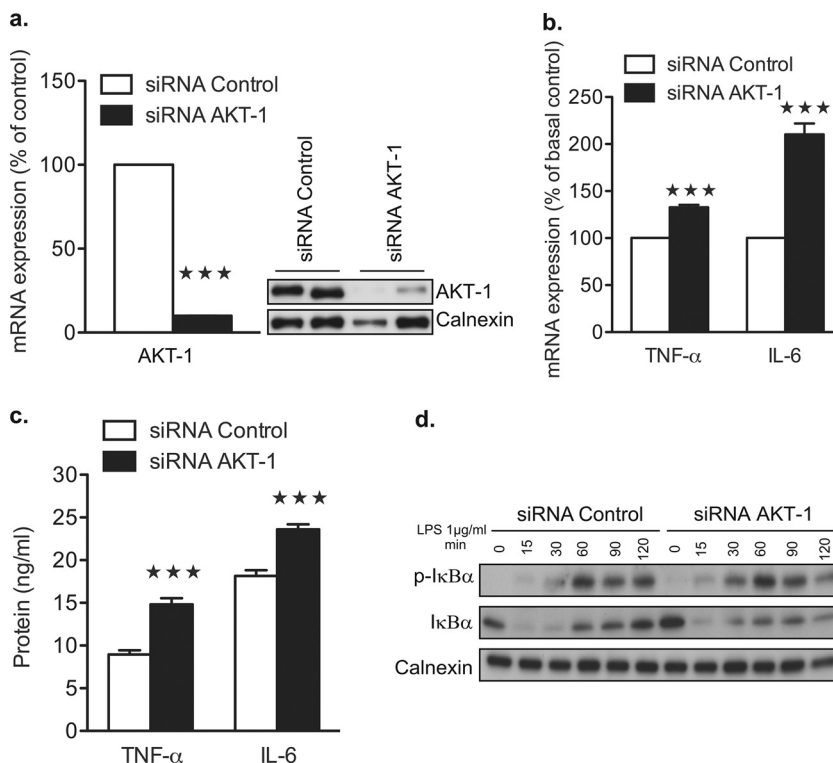 a.
mRNA expression (% of control)
150
100
50
0
siRNA Control
siRNA AKT-1
★★★
AKT-1
siRNA Control
siRNA AKT-1
AKT-1
Calnexin
b.
mRNA expression (% of basal control)
siRNA Control
siRNA AKT-1
250
200
150
100
50
0
★★★
★★★
TNF-α
IL-6
c.
siRNA Control
siRNA AKT-1
Protein (ng/ml)
30
25
20
15
10
5
0
★★★
★★★
TNF-α
IL-6
d.
siRNA Control
siRNA AKT-1
LPS 1µg/ml
min
0 15 30 60 90 120 0 15 30 60 90 120
p-IκBα
IκBα
Calnexin